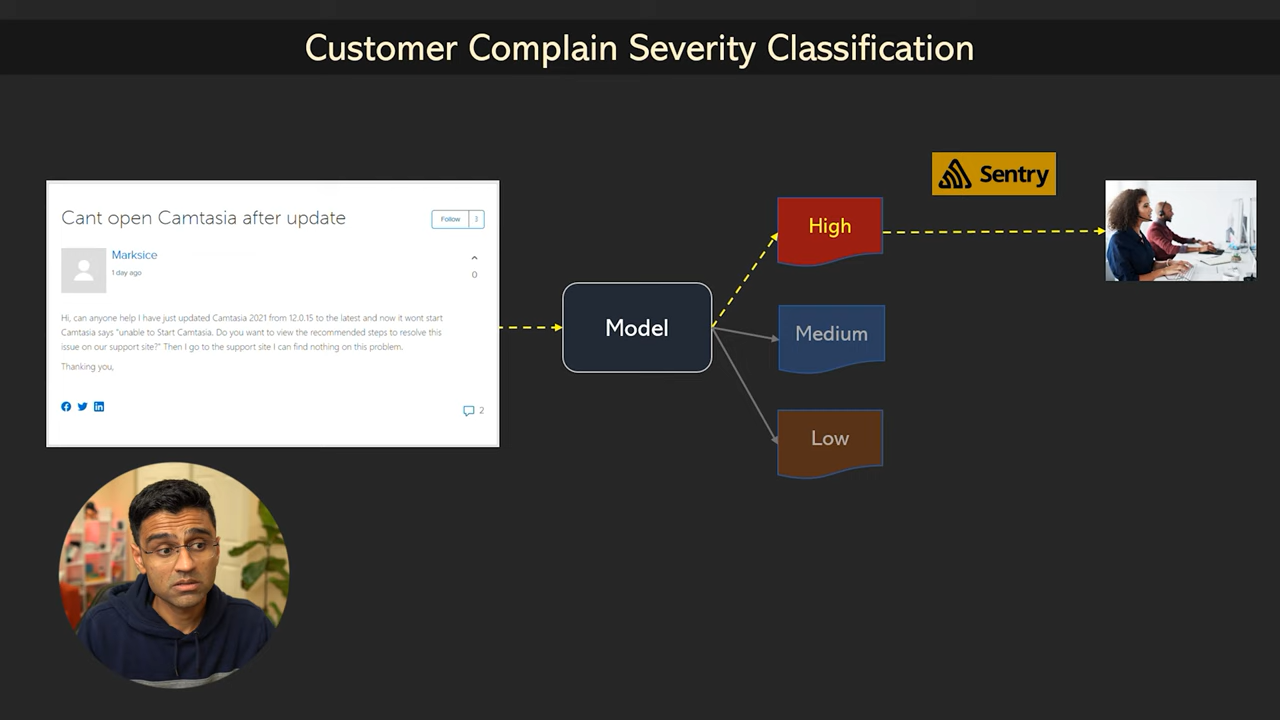 Customer Complain Severity Classification
Sentry
Cant open Camtasia after update
Follow 3
Marksice
1 day ago
0
Hi, can anyone help I have just updated Camtasia 2021 from 12.0.15 to the latest and now it wont start
Camtasia says "unable to Start Camtasia. Do you want to view the recommended steps to resolve this
issue on our support site?" Then I go to the support site I can find nothing on this problem.
Thanking you,
2
Model
High
Medium
Low